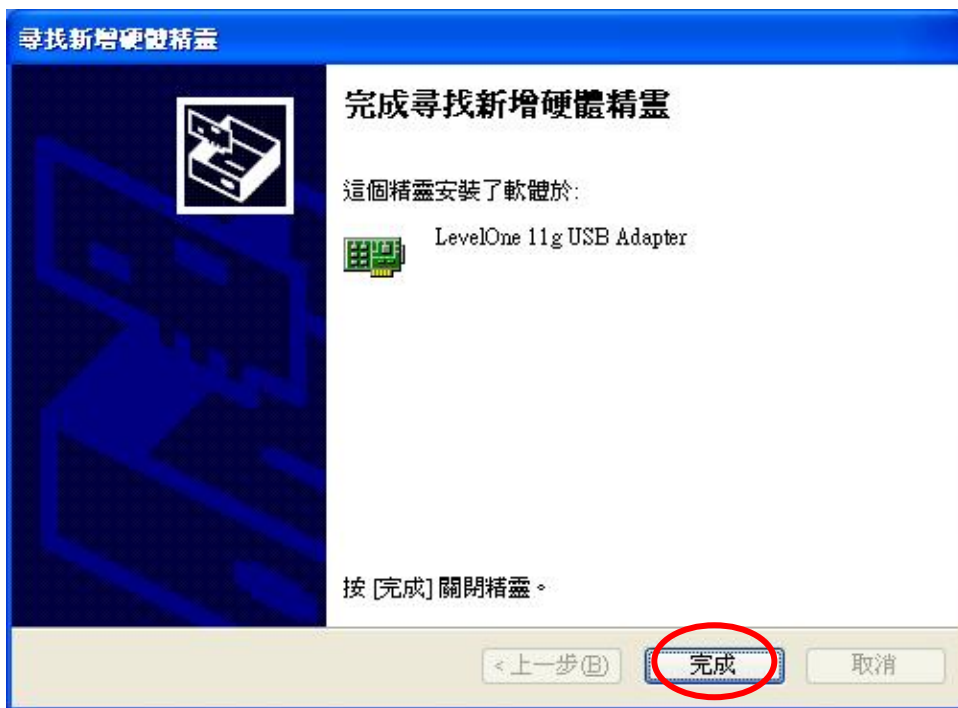 尋找新增硬體精靈
完成尋找新增硬體精靈
這個精靈安裝了軟體於:
LevelOne 11g USB Adapter
按 [完成] 關閉精靈。
<上一步(B) 完成 取消